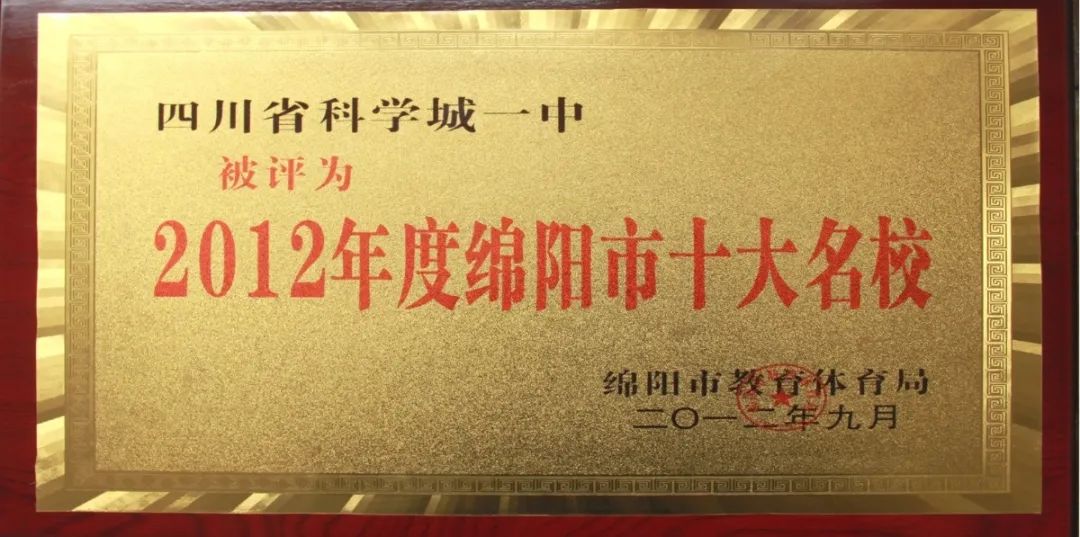 四川省科学城一中
被评为
2012年度绵阳市十大名校
绵阳市教育体育局
二〇一二年九月